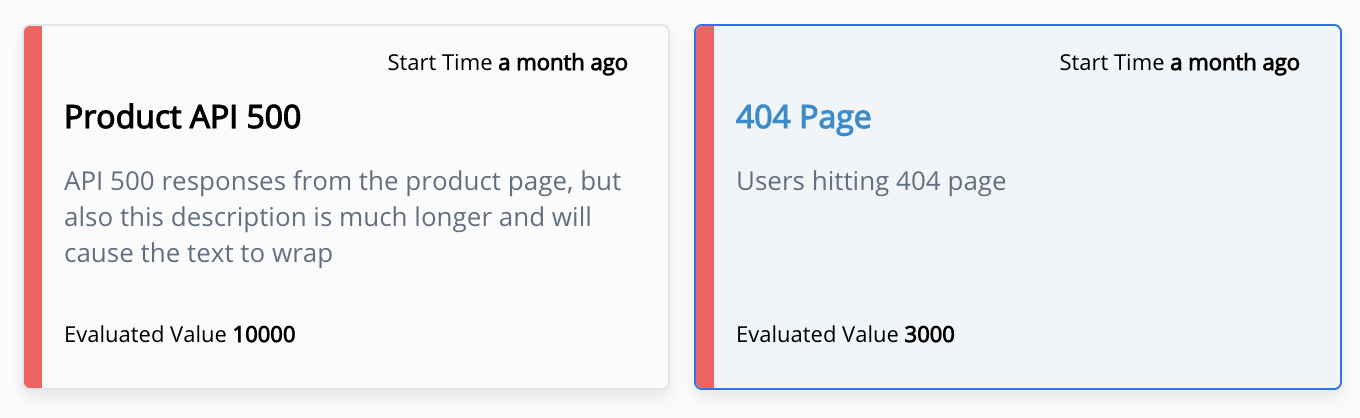 Start Time a month ago
Product API 500
API 500 responses from the product page, but
also this description is much longer and will
cause the text to wrap
Evaluated Value 10000
Start Time a month ago
404 Page
Users hitting 404 page
Evaluated Value 3000